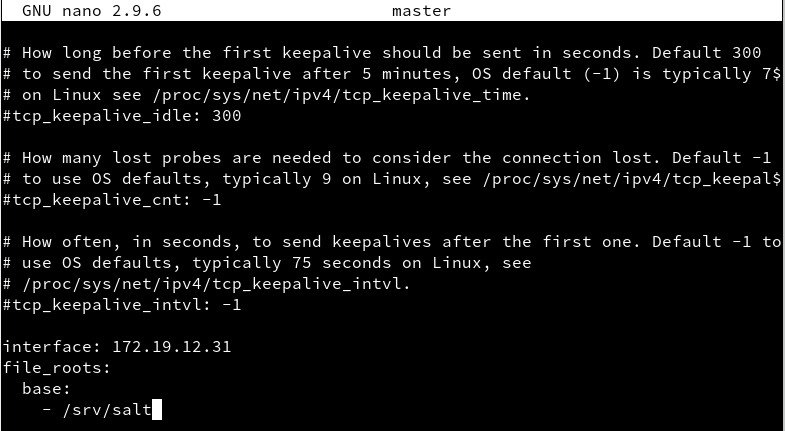 GNU nano 2.9.6 master
# How long before the first keepalive should be sent in seconds. Default 300
# to send the first keepalive after 5 minutes, OS default (-1) is typically 7$
# on Linux see /proc/sys/net/ipv4/tcp_keepalive_time.
#tcp_keepalive_idle: 300
# How many lost probes are needed to consider the connection lost. Default -1
# to use OS defaults, typically 9 on Linux, see /proc/sys/net/ipv4/tcp_keepal$
#tcp_keepalive_cnt: -1
# How often, in seconds, to send keepalives after the first one. Default -1 to
# use OS defaults, typically 75 seconds on Linux, see
# /proc/sys/net/ipv4/tcp_keepalive_intvl.
#tcp_keepalive_intvl: -1
interface: 172.19.12.31
file_roots:
  base:
    - /srv/salt